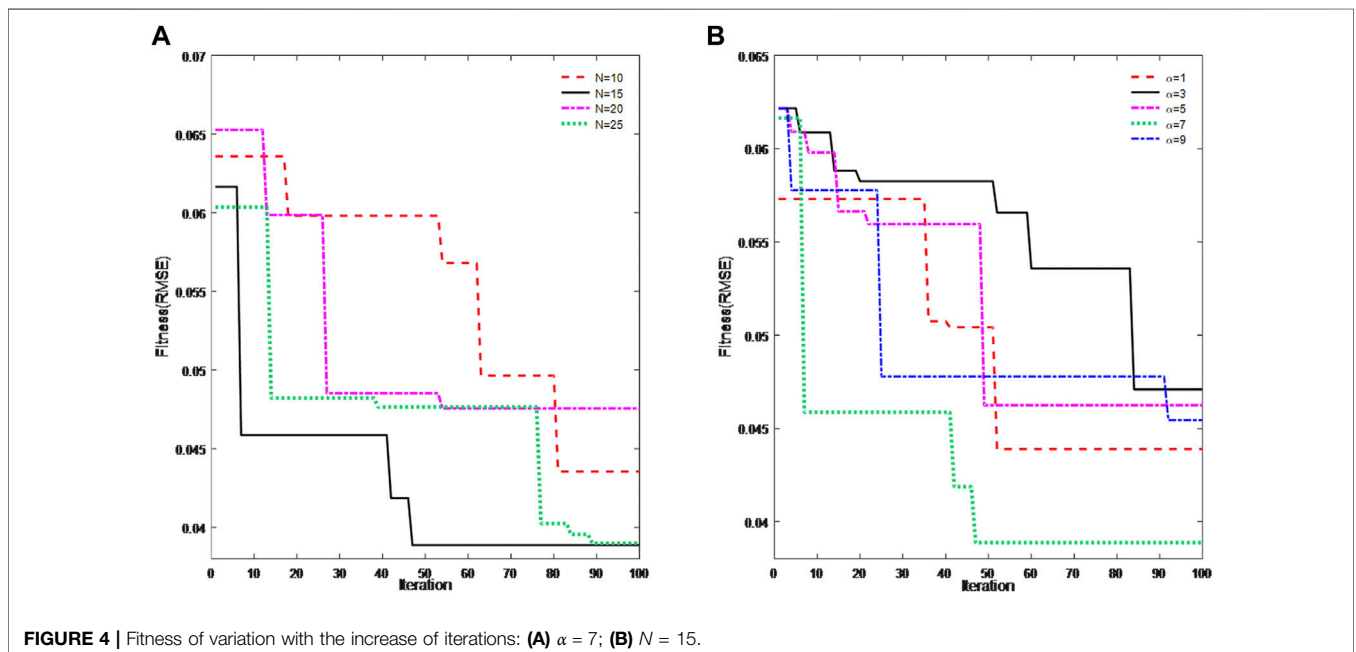 A
0.07
0.065
0.06
0.055
0.05
0.045
0.04
Fitness(RMSE)
N=10
N=15
N=20
N=25
0 10 20 30 40 50 60 70 80 90 100
Iteration
B
0.065
0.06
0.055
0.05
0.045
0.04
Fitness(RMSE)
α=1
α=3
α=5
α=7
α=9
0 10 20 30 40 50 60 70 80 90 100
Iteration
FIGURE 4 | Fitness of variation with the increase of iterations: (A) α = 7; (B) N = 15.